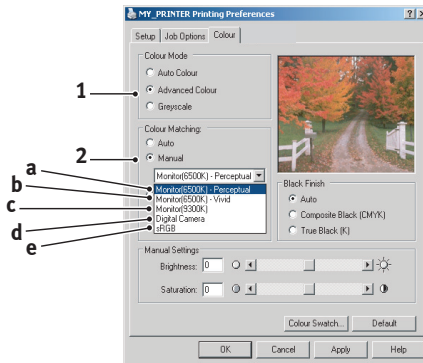 MY_PRINTER Printing Preferences
Setup Job Options Colour
Colour Mode
Auto Colour
1 Advanced Colour
Greyscale
Colour Matching:
Auto
2 Manual
Monitor(6500K) - Perceptual
a Monitor(6500K) - Perceptual
b Monitor(6500K) - Vivid
c Monitor(9300K)
d Digital Camera
e sRGB
Black Finish
Auto
Composite Black (CMYK)
True Black (K)
Manual Settings
Brightness: 0
Saturation: 0
Colour Swatch... Default
OK Cancel Apply Help